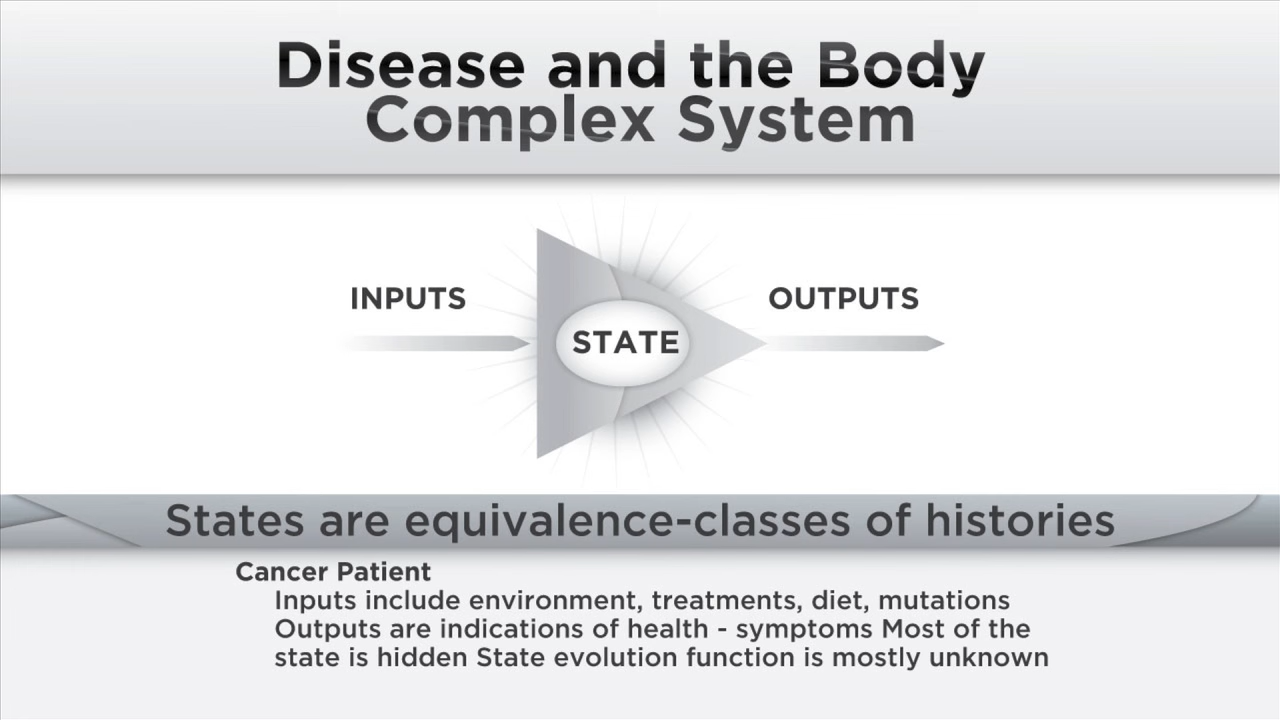 Disease and the Body
Complex System
INPUTS
OUTPUTS
STATE
States are equivalence-classes of histories
Cancer Patient
Inputs include environment, treatments, diet, mutations
Outputs are indications of health - symptoms Most of the
state is hidden State evolution function is mostly unknown